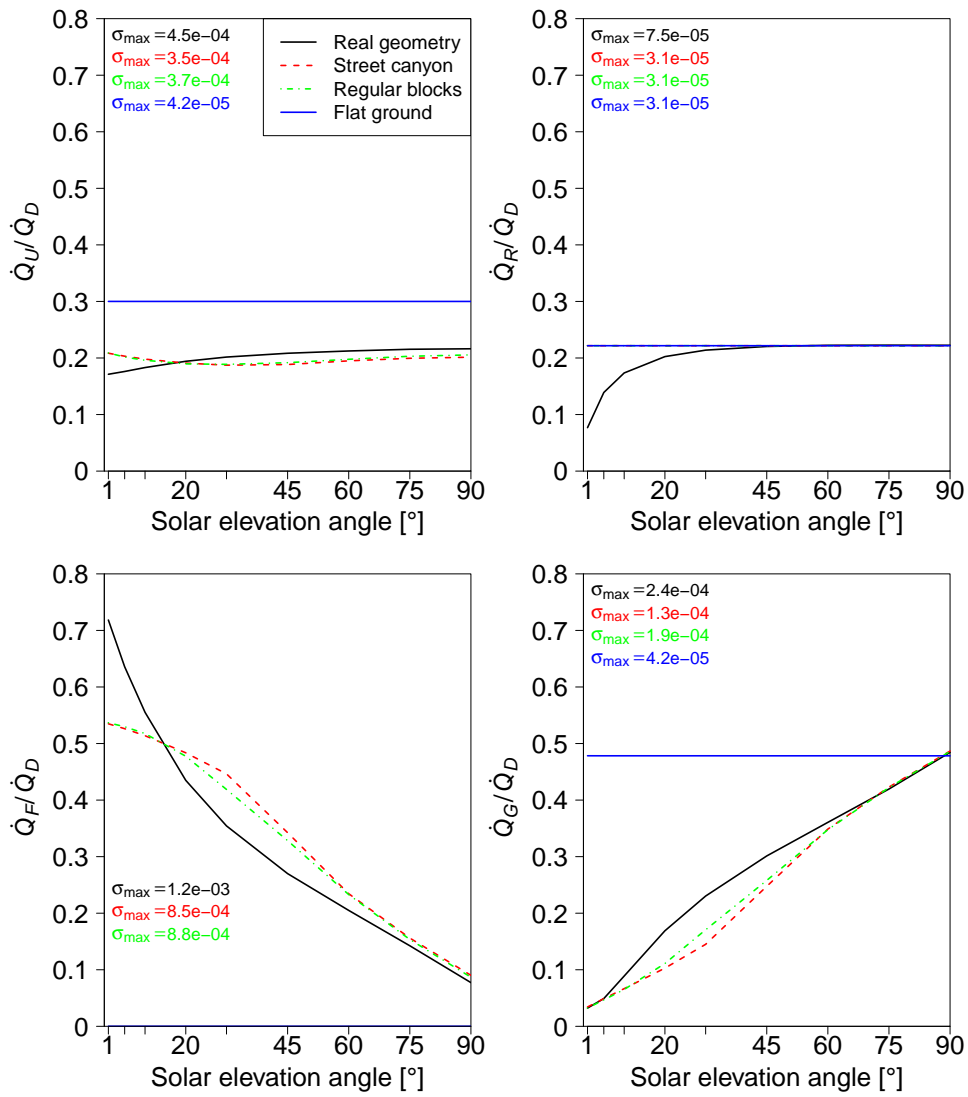 0.8
0.7
0.6
0.5
0.4
0.3
0.2
0.1
0
Q̇U/Q̇D
σmax=4.5e−04
σmax=3.5e−04
σmax=3.7e−04
σmax=4.2e−05
Real geometry
Street canyon
Regular blocks
Flat ground
1 20 45 60 75 90
Solar elevation angle [°]
0.8
0.7
0.6
0.5
0.4
0.3
0.2
0.1
0
Q̇R/Q̇D
σmax=7.5e−05
σmax=3.1e−05
σmax=3.1e−05
σmax=3.1e−05
1 20 45 60 75 90
Solar elevation angle [°]
0.8
0.7
0.6
0.5
0.4
0.3
0.2
0.1
0
Q̇F/Q̇D
σmax=1.2e−03
σmax=8.5e−04
σmax=8.8e−04
1 20 45 60 75 90
Solar elevation angle [°]
0.8
0.7
0.6
0.5
0.4
0.3
0.2
0.1
0
Q̇G/Q̇D
σmax=2.4e−04
σmax=1.3e−04
σmax=1.9e−04
σmax=4.2e−05
1 20 45 60 75 90
Solar elevation angle [°]